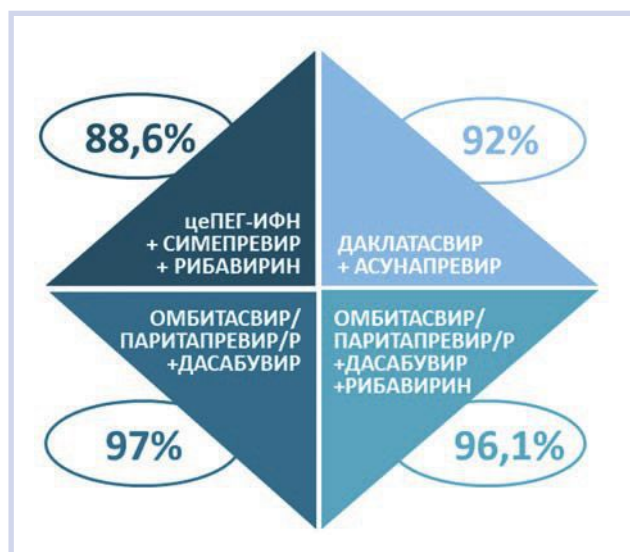 88,6%
цеПЕГ-ИФН
+ СИМЕПРЕВИР
+ РИБАВИРИН
92%
ДАКЛАТАСВИР
+ АСУНАПРЕВИР
ОМБИТАСВИР/
ПАРИТАПРЕВИР/Р
+ДАСАБУВИР
97%
ОМБИТАСВИР/
ПАРИТАПРЕВИР/Р
+ДАСАБУВИР
+РИБАВИРИН
96,1%